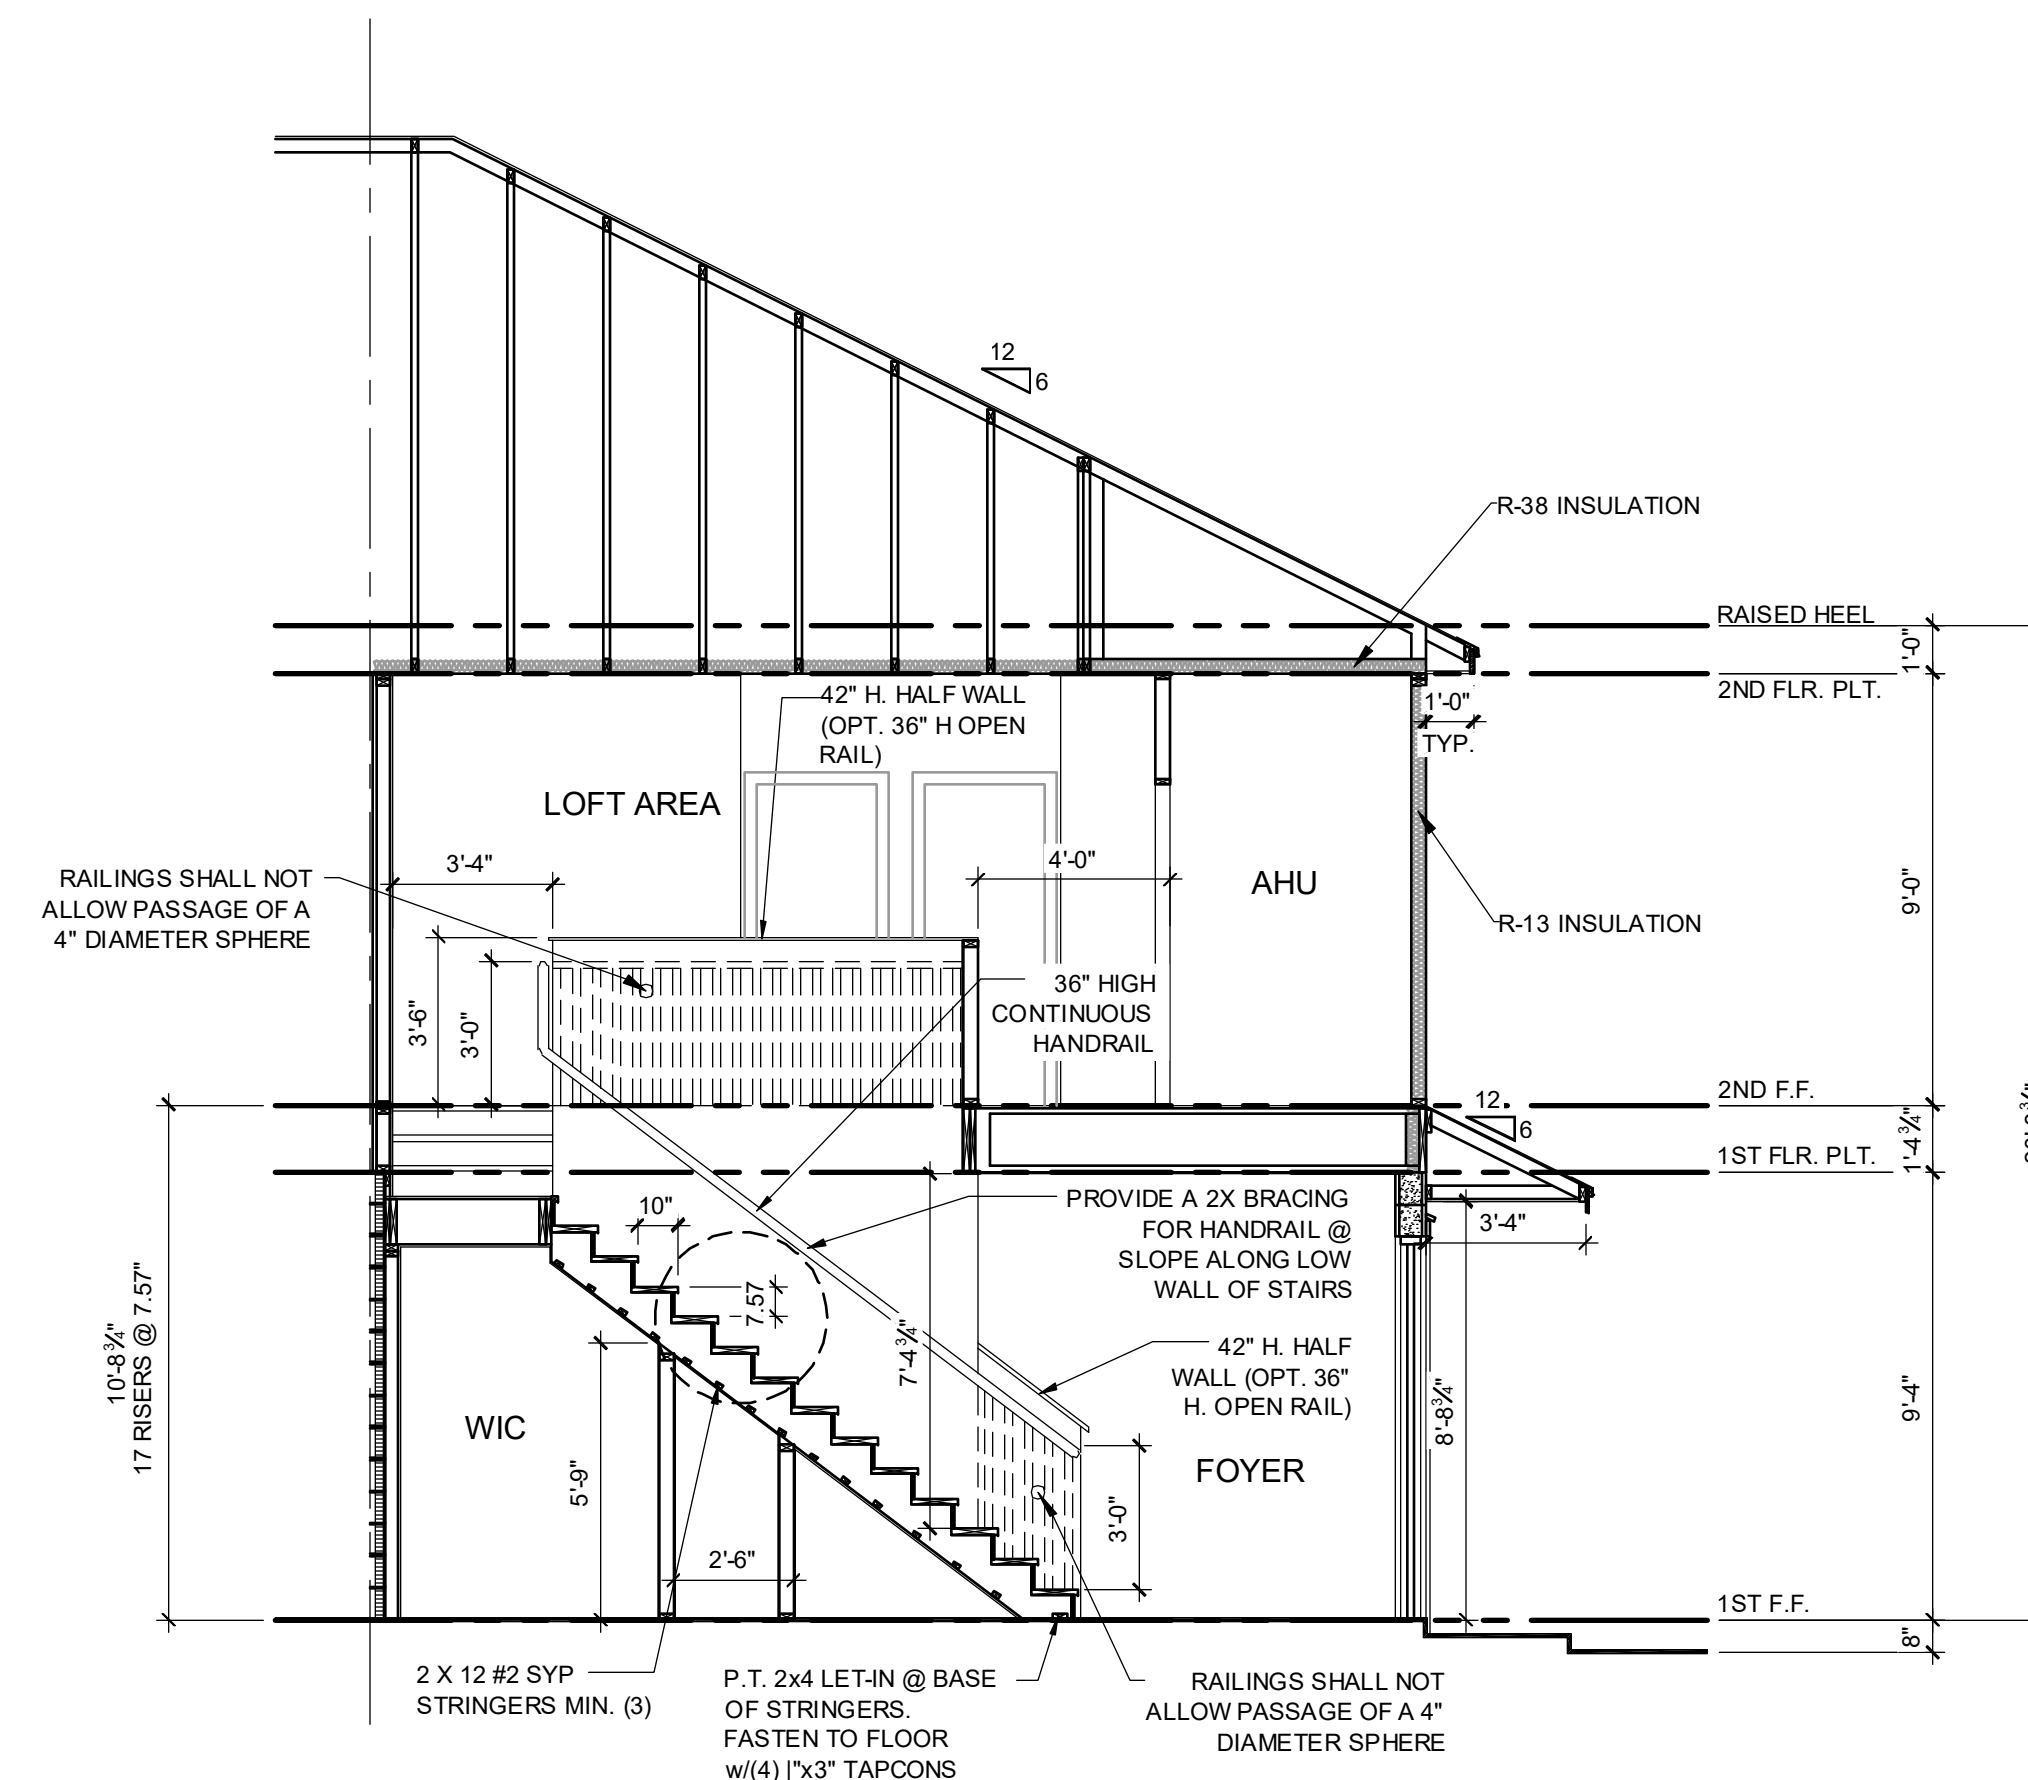 12
6
R-38 INSULATION
RAISED HEEL
1'-0"
2ND FLR. PLT.
42" H. HALF WALL
(OPT. 36" H OPEN
RAIL)
1'-0"
TYP.
LOFT AREA
3'-4"
4'-0"
AHU
9'-0"
RAILINGS SHALL NOT
ALLOW PASSAGE OF A
4" DIAMETER SPHERE
R-13 INSULATION
36" HIGH
CONTINUOUS
HANDRAIL
3'-6"
3'-0"
2ND F.F.
12
6
1'-4¾"
1ST FLR. PLT.
10"
PROVIDE A 2X BRACING
FOR HANDRAIL @
SLOPE ALONG LOW
WALL OF STAIRS
3'-4"
7.57
7'-4¾"
42" H. HALF
WALL (OPT. 36"
H. OPEN RAIL)
10'-8¾"
17 RISERS @ 7.57"
WIC
5'-9"
FOYER
8'-8¾"
9'-4"
3'-0"
2'-6"
1ST F.F.
8"
2 X 12 #2 SYP
STRINGERS MIN. (3)
P.T. 2x4 LET-IN @ BASE
OF STRINGERS.
FASTEN TO FLOOR
w/(4) |"x3" TAPCONS
RAILINGS SHALL NOT
ALLOW PASSAGE OF A 4"
DIAMETER SPHERE